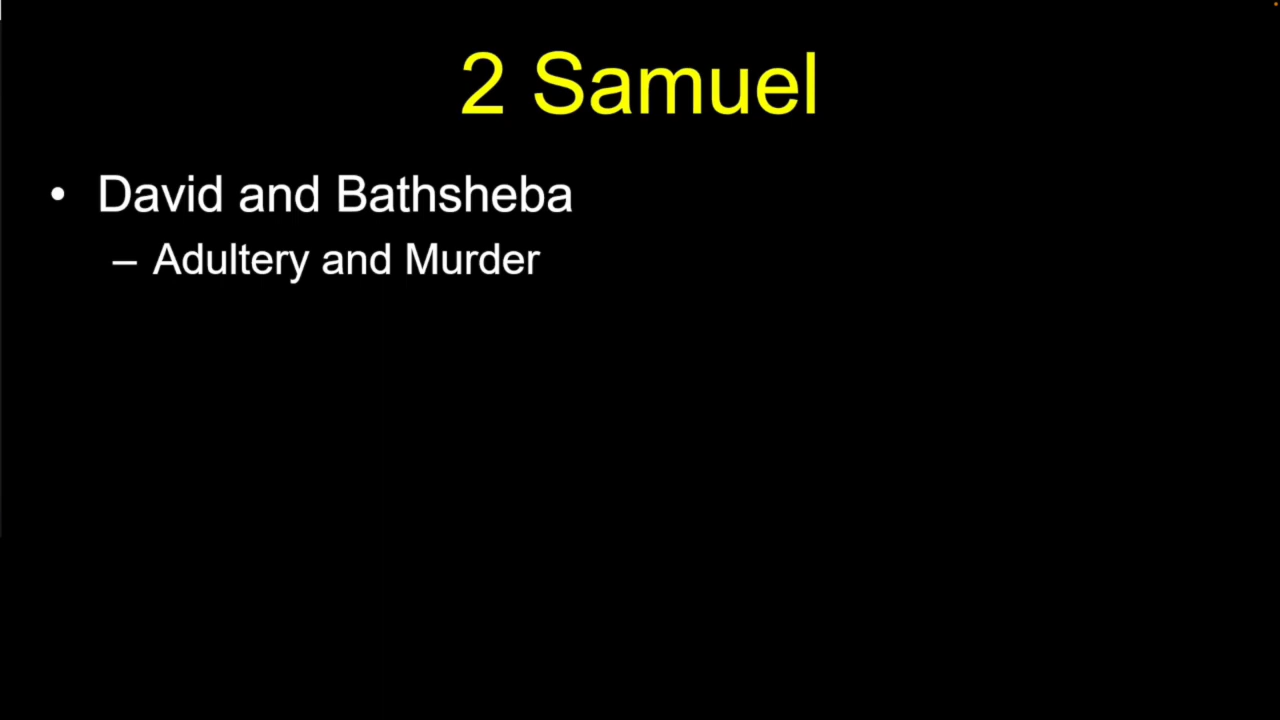 2 Samuel
• David and Bathsheba
– Adultery and Murder